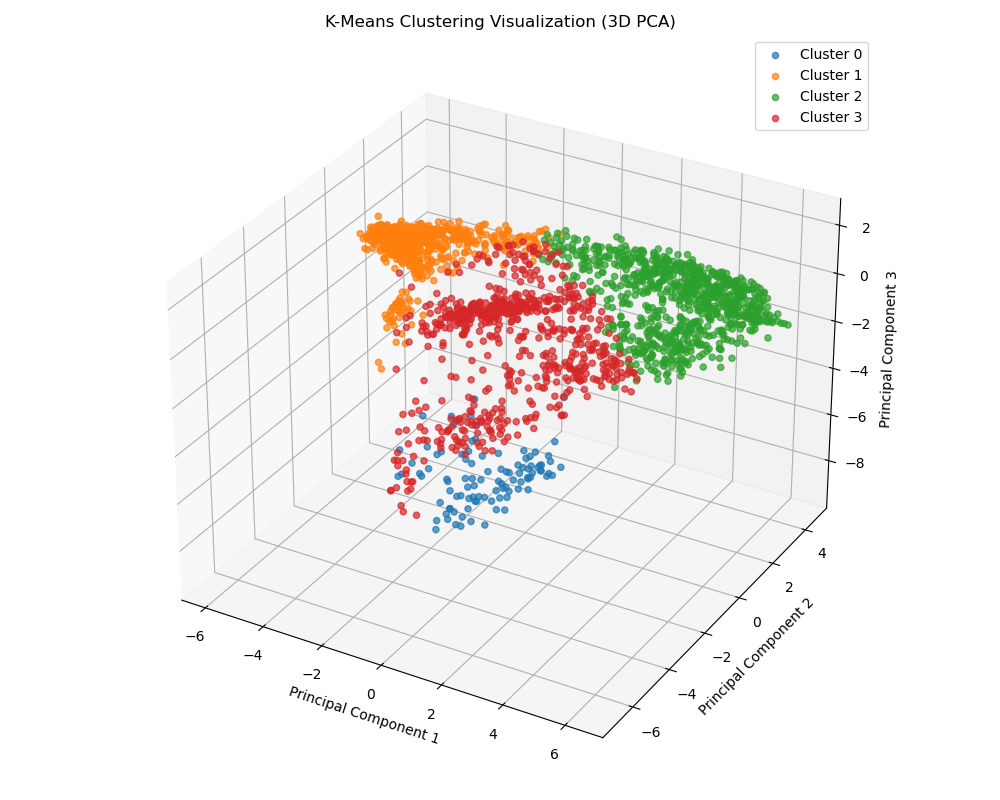 K-Means Clustering Visualization (3D PCA)
Cluster 0
Cluster 1
Cluster 2
Cluster 3
2
0
−2
−4
−6
−8
Principal Component 3
4
2
0
−2
−4
−6
Principal Component 2
−6
−4
−2
0
2
4
6
Principal Component 1